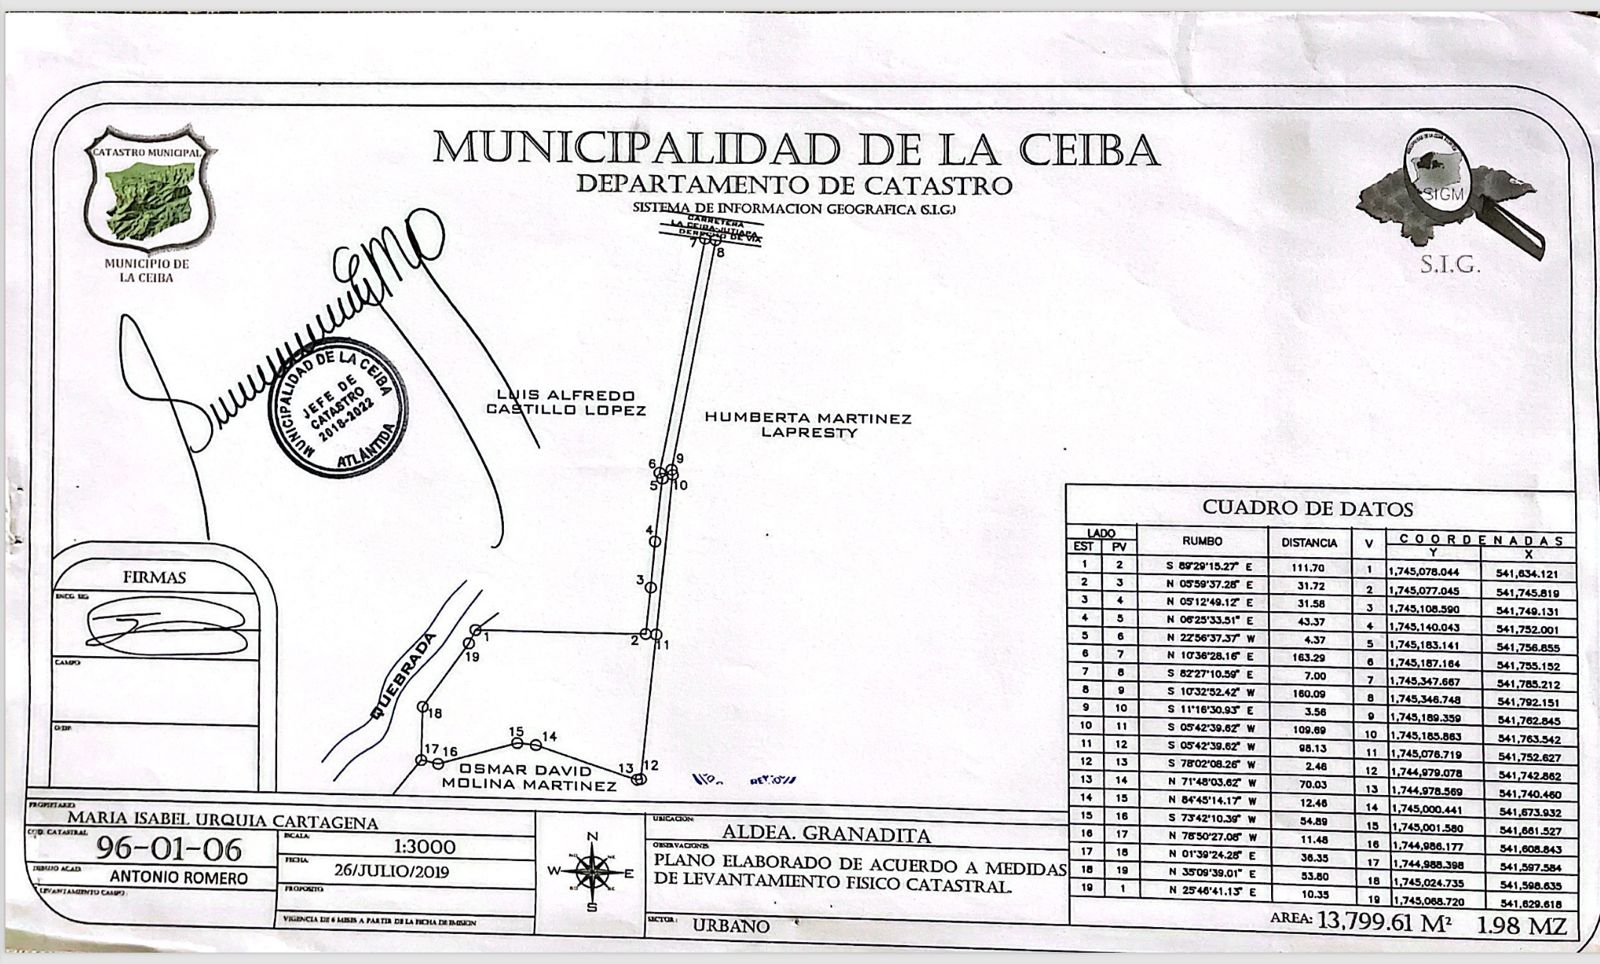 MUNICIPALIDAD DE LA CEIBA
DEPARTAMENTO DE CATASTRO
SISTEMA DE INFORMACION GEOGRAFICA (S.I.G.)
CATASTRO MUNICIPAL
MUNICIPIO DE
LA CEIBA
SIGM
S.I.G.
CARRETERA
LA CEIBA-JUTIAPA
DERECHO DE VIA
7
8
MUNICIPALIDAD DE LA CEIBA
JEFE DE
CATASTRO
2018-2022
ATLÁNTIDA
LUIS ALFREDO
CASTILLO LOPEZ
HUMBERTA MARTINEZ
LAPRESTY
6 9
5 10
4
3
1
2 11
19
QUEBRADA
18
15 14
17 16
13 12
OSMAR DAVID
MOLINA MARTINEZ
FIRMAS
ENCG. SIG
CAMPO:
CUADRO DE DATOS
LADO RUMBO DISTANCIA V COORDENADAS
EST PV Y X
1 2 S 89°29'15.27" E 111.70 1 1,745,078.044 541,634.121
2 3 N 05°59'37.28" E 31.72 2 1,745,077.045 541,745.819
3 4 N 05°12'49.12" E 31.58 3 1,745,108.590 541,749.131
4 5 N 06°25'33.51" E 43.37 4 1,745,140.043 541,752.001
5 6 N 22°56'37.37" W 4.37 5 1,745,183.141 541,756.855
6 7 N 10°36'28.16" E 163.29 6 1,745,187.164 541,755.152
7 8 S 82°27'10.59" E 7.00 7 1,745,347.667 541,785.212
8 9 S 10°32'52.42" W 160.09 8 1,745,346.748 541,792.151
9 10 S 11°16'30.93" E 3.56 9 1,745,189.359 541,762.845
10 11 S 05°42'39.62" W 109.69 10 1,745,185.863 541,763.542
11 12 S 05°42'39.62" W 98.13 11 1,745,076.719 541,752.627
12 13 S 78°02'08.26" W 2.46 12 1,744,979.078 541,742.862
13 14 N 71°48'03.62" W 70.03 13 1,744,978.569 541,740.460
14 15 N 84°45'14.17" W 12.46 14 1,745,000.441 541,673.932
15 16 S 73°42'10.39" W 54.89 15 1,745,001.580 541,661.527
16 17 N 78°50'27.08" W 11.48 16 1,744,986.177 541,608.843
17 18 N 01°39'24.28" E 36.35 17 1,744,988.398 541,597.584
18 19 N 35°09'39.01" E 53.80 18 1,745,024.735 541,598.635
19 1 N 25°46'41.13" E 10.35 19 1,745,068.720 541,629.618
AREA: 13,799.61 M² 1.98 MZ
PROPIETARIO:
MARIA ISABEL URQUIA CARTAGENA
COD. CATASTRAL
96-01-06
DIBUJO ACAD.
ANTONIO ROMERO
LEVANTAMIENTO CAMPO:
ESCALA:
1:3000
FECHA:
26/JULIO/2019
PROPOSITO:
VIGENCIA DE 6 MESES A PARTIR DE LA FECHA DE EMISION
N
W E
S
UBICACION:
ALDEA. GRANADITA
OBSERVACIONES:
PLANO ELABORADO DE ACUERDO A MEDIDAS
DE LEVANTAMIENTO FISICO CATASTRAL.
SECTOR:
URBANO